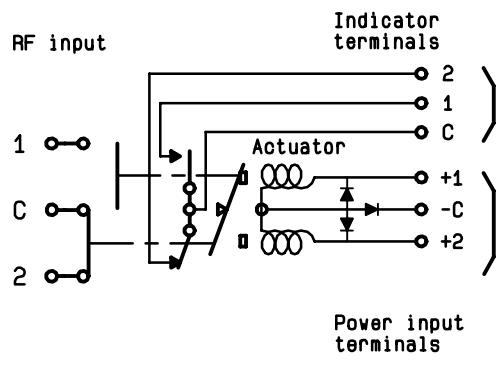 Indicator
terminals
RF input
2
1
C
1
Actuator
+1
C
-C
+2
2
Power input
terminals